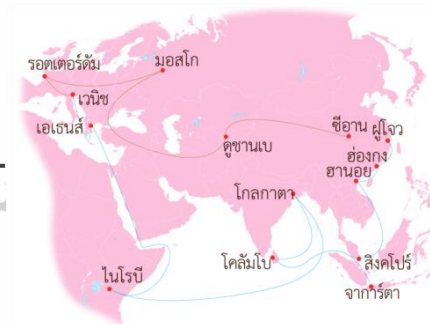 รอตเตอร์ดัม
มอสโก
เวนิช
เอเธนส์
ซีอาน
ฝูโจว
ดูชานเบ
ฮ่องกง
ฮานอย
โกลกาตา
โคลัมโบ
สิงคโปร์
ไนโรบี
จาการ์ตา